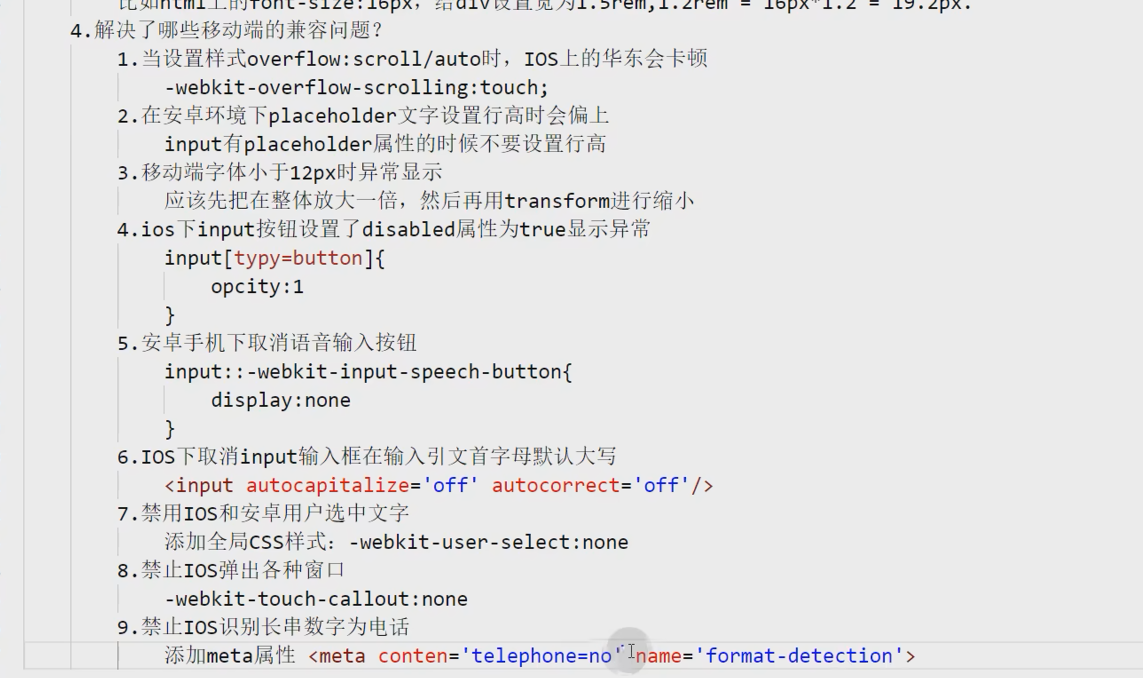 比如html上的font-size:16px, 给div设置宽为1.5rem,1.2rem = 16px*1.2 = 19.2px.
4.解决了哪些移动端的兼容问题?
1.当设置样式overflow:scroll/auto时，IOS上的华东会卡顿
-webkit-overflow-scrolling:touch;
2.在安卓环境下placeholder文字设置行高时会偏上
input有placeholder属性的时候不要设置行高
3.移动端字体小于12px时异常显示
应该先把在整体放大一倍，然后再用transform进行缩小
4.ios下input按钮设置了disabled属性为true显示异常
input[typy=button]{
opcity:1
}
5.安卓手机下取消语音输入按钮
input::-webkit-input-speech-button{
display:none
}
6.IOS下取消input输入框在输入引文首字母默认大写
<input autocapitalize='off' autocorrect='off'/>
7.禁用IOS和安卓用户选中文字
添加全局CSS样式：-webkit-user-select:none
8.禁止IOS弹出各种窗口
-webkit-touch-callout:none
9.禁止IOS识别长串数字为电话
添加meta属性 <meta conten='telephone=no' name='format-detection'>